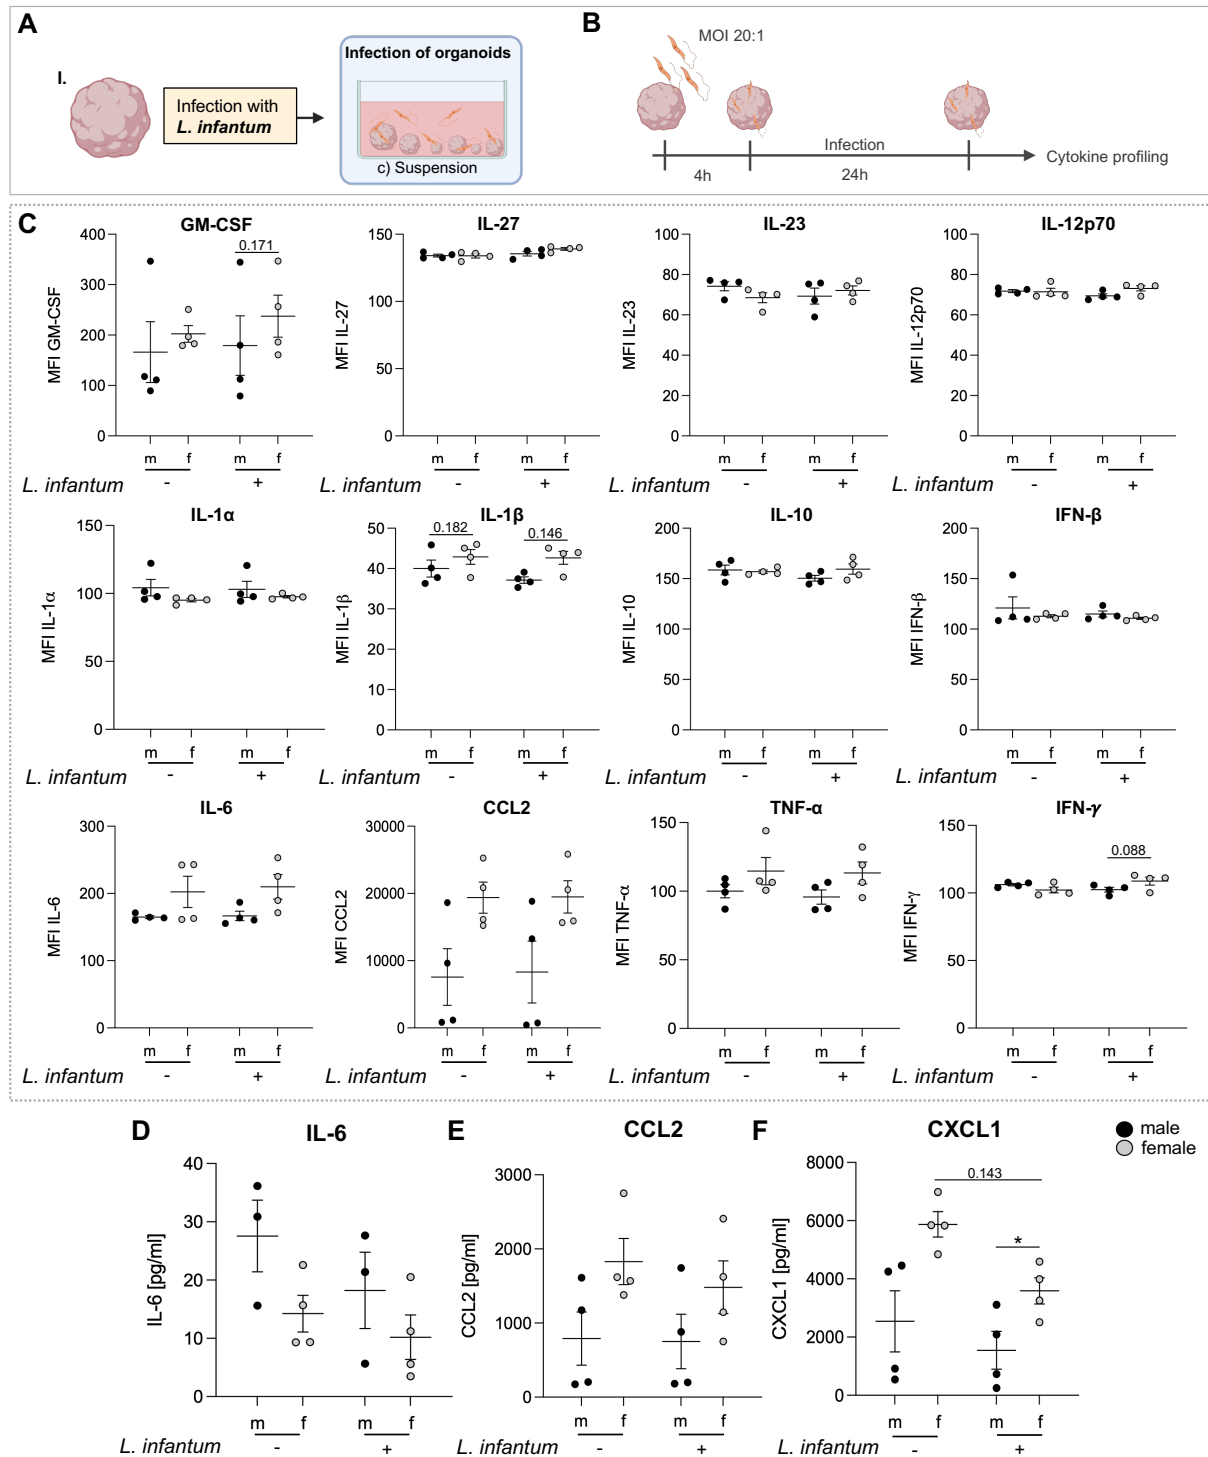 A
B
I.
Infection with
L. infantum
Infection of organoids
c) Suspension
MOI 20:1
Infection
4h
24h
Cytokine profiling
C
GM-CSF
MFI GM-CSF
400
300
200
100
0
0.171
m f m f
L. infantum - +
IL-27
MFI IL-27
150
100
50
0
m f m f
L. infantum - +
IL-23
MFI IL-23
100
80
60
40
20
0
m f m f
L. infantum - +
IL-12p70
MFI IL-12p70
100
80
60
40
20
0
m f m f
L. infantum - +
IL-1α
MFI IL-1α
150
100
50
0
m f m f
L. infantum - +
IL-1β
MFI IL-1β
50
40
30
20
10
0
0.182
0.146
m f m f
L. infantum - +
IL-10
MFI IL-10
200
150
100
50
0
m f m f
L. infantum - +
IFN-β
MFI IFN-β
200
150
100
50
0
m f m f
L. infantum - +
IL-6
MFI IL-6
300
200
100
0
m f m f
L. infantum - +
CCL2
MFI CCL2
30000
20000
10000
0
m f m f
L. infantum - +
TNF-α
MFI TNF-α
150
100
50
0
m f m f
L. infantum - +
IFN-γ
MFI IFN-γ
150
100
50
0
0.088
m f m f
L. infantum - +
D
IL-6
IL-6 [pg/ml]
40
30
20
10
0
m f m f
L. infantum - +
E
CCL2
CCL2 [pg/ml]
3000
2000
1000
0
m f m f
L. infantum - +
F
CXCL1
CXCL1 [pg/ml]
8000
6000
4000
2000
0
0.143
*
m f m f
L. infantum - +
male
female